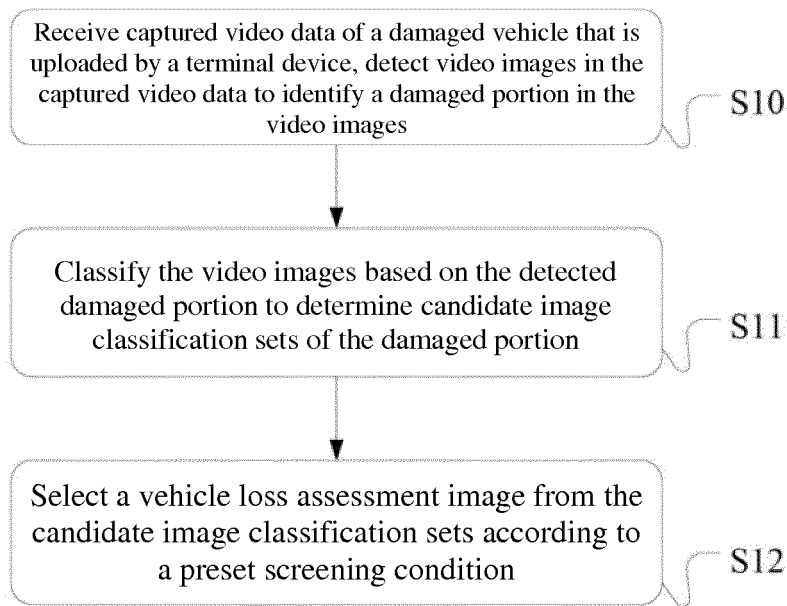 Receive captured video data of a damaged vehicle that is
uploaded by a terminal device, detect video images in the
captured video data to identify a damaged portion in the
video images
S10
Classify the video images based on the detected
damaged portion to determine candidate image
classification sets of the damaged portion
S11
Select a vehicle loss assessment image from the
candidate image classification sets according to
a preset screening condition
S12